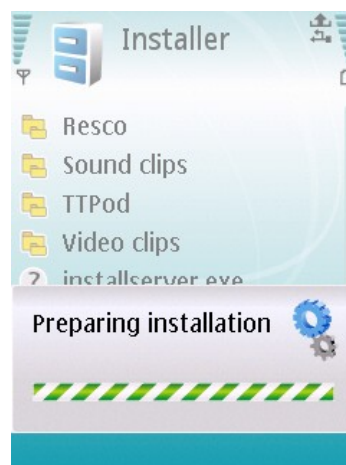 Installer
Resco
Sound clips
TTPod
Video clips
installserver.exe
Preparing installation